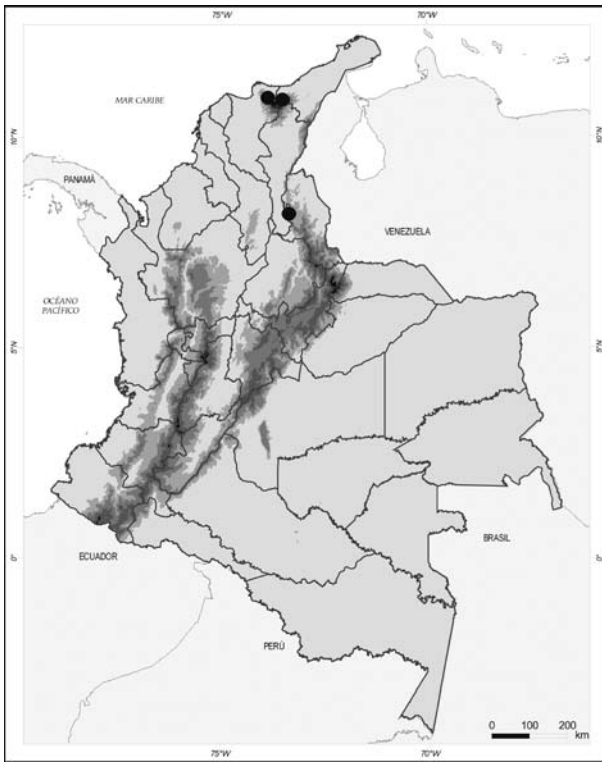 75°W
70°W
MAR CARIBE
10°N
10°N
PANAMÁ
VENEZUELA
OCÉANO
PACÍFICO
5°N
5°N
BRASIL
ECUADOR
0°
0°
PERÚ
0 100 200
km
75°W
70°W